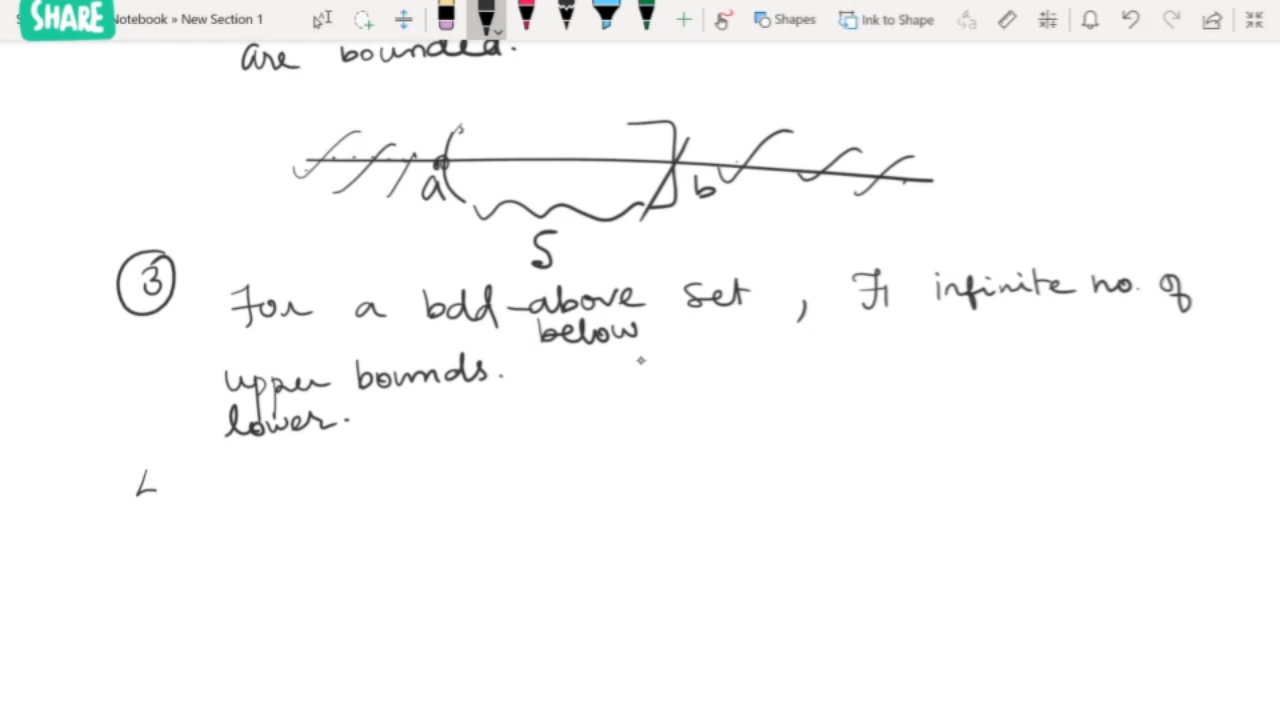 SHARE
Notebook » New Section 1
Shapes
Ink to Shape
are bounded.
a
b
S
3
For a bdd above set, ∃ infinite no. of
below
upper bounds.
lower.